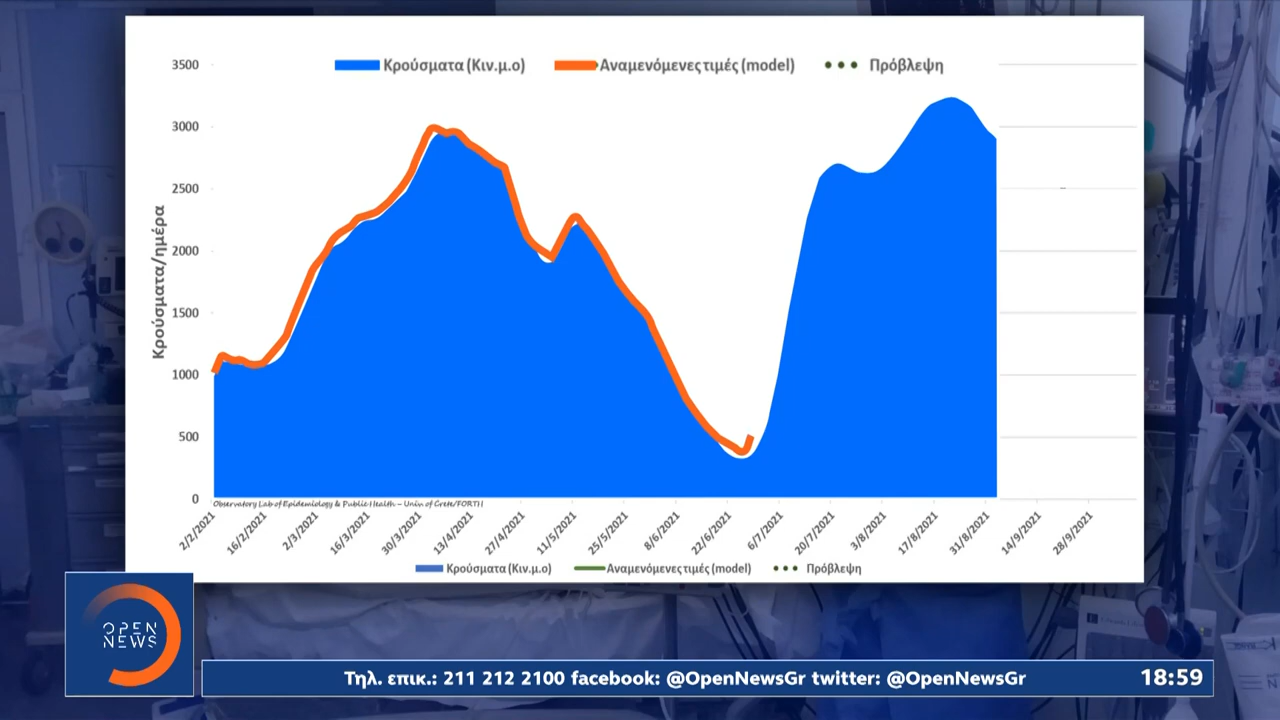 Κρούσματα (Κιν.μ.ο) Αναμενόμενες τιμές (model) Πρόβλεψη
3500
3000
2500
2000
1500
1000
500
0
Κρούσματα/ημέρα
Observatory Lab of Epidemiology & Public Health – Univ. of Crete/FORTH
2/2/2021 16/2/2021 2/3/2021 16/3/2021 30/3/2021 13/4/2021 27/4/2021 11/5/2021 25/5/2021 8/6/2021 22/6/2021 6/7/2021 20/7/2021 3/8/2021 17/8/2021 31/8/2021 14/9/2021 28/9/2021
Κρούσματα (Κιν.μ.ο) Αναμενόμενες τιμές (model) Πρόβλεψη
OPEN
NEWS
Τηλ. επικ.: 211 212 2100 facebook: @OpenNewsGr twitter: @OpenNewsGr
18:59